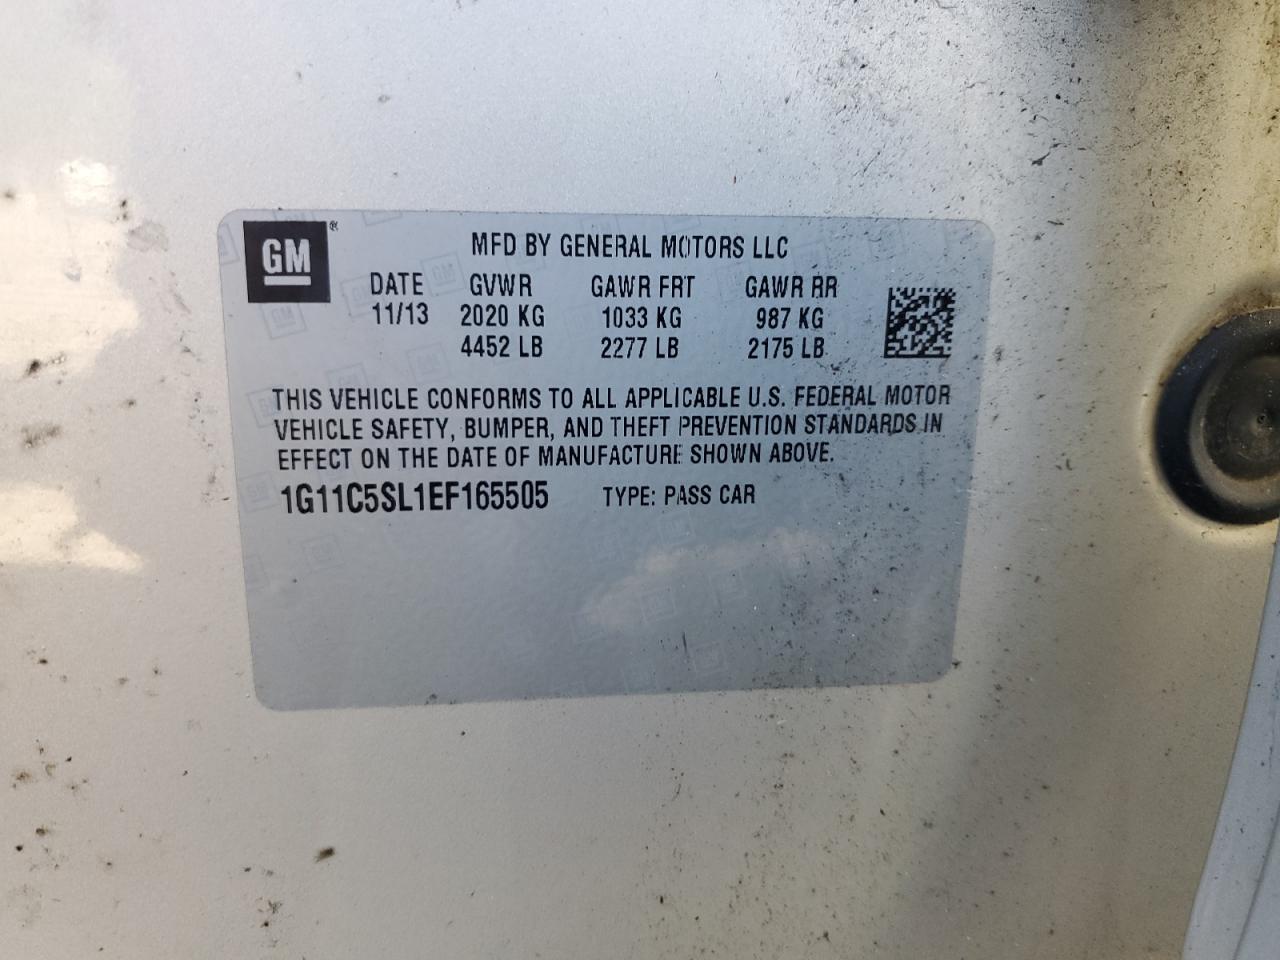 GM®
MFD BY GENERAL MOTORS LLC
DATE GVWR GAWR FRT GAWR RR
11/13 2020 KG 1033 KG 987 KG
4452 LB 2277 LB 2175 LB
THIS VEHICLE CONFORMS TO ALL APPLICABLE U.S. FEDERAL MOTOR
VEHICLE SAFETY, BUMPER, AND THEFT PREVENTION STANDARDS IN
EFFECT ON THE DATE OF MANUFACTURE SHOWN ABOVE.
1G11C5SL1EF165505 TYPE: PASS CAR